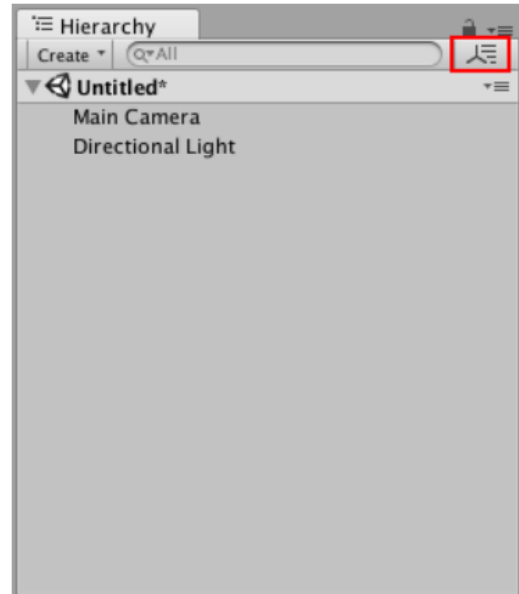 Hierarchy
Create All
Untitled*
Main Camera
Directional Light